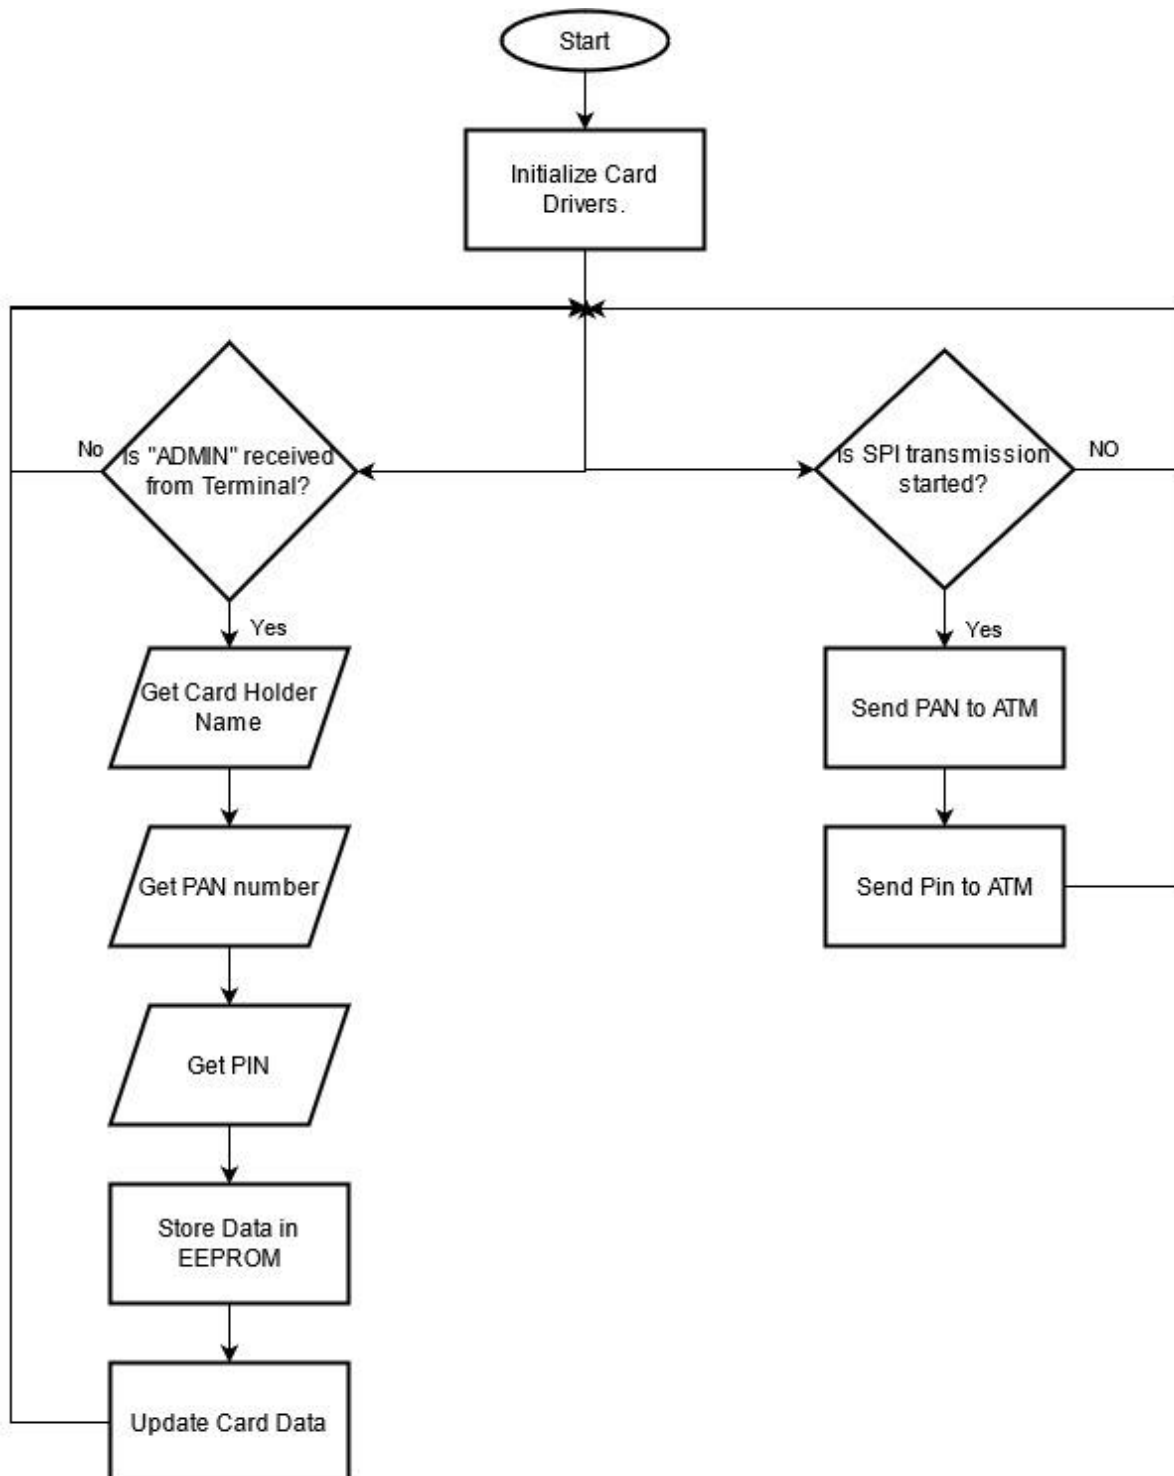 Start
Initialize Card
Drivers.
No
Is "ADMIN" received
from Terminal?
Yes
Get Card Holder
Name
Get PAN number
Get PIN
Store Data in
EEPROM
Update Card Data
Is SPI transmission
started?
NO
Yes
Send PAN to ATM
Send Pin to ATM